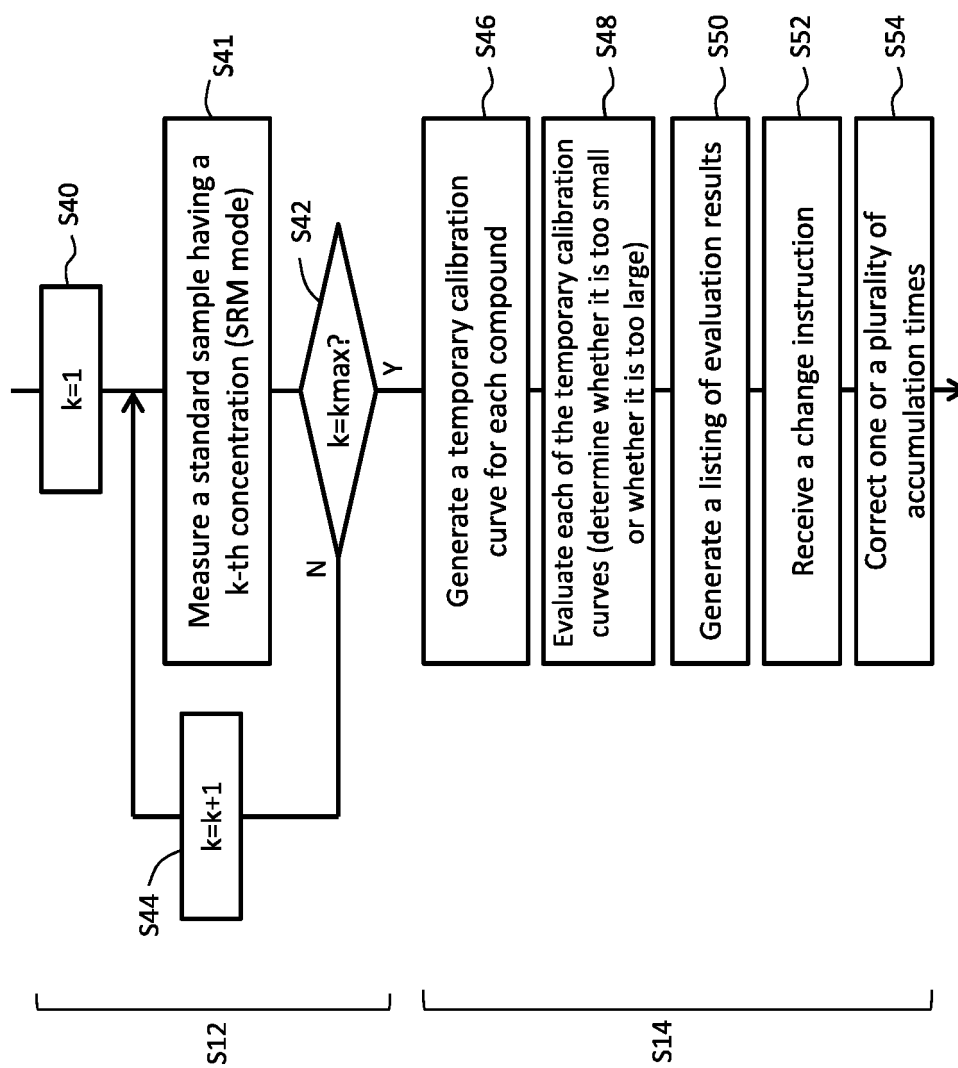 S40
k=1
S41
Measure a standard sample having a
k-th concentration (SRM mode)
S42
k=kmax?
N
Y
S44
k=k+1
S12
S46
Generate a temporary calibration
curve for each compound
S48
Evaluate each of the temporary calibration
curves (determine whether it is too small
or whether it is too large)
S50
Generate a listing of evaluation results
S52
Receive a change instruction
S54
Correct one or a plurality of
accumulation times
S14